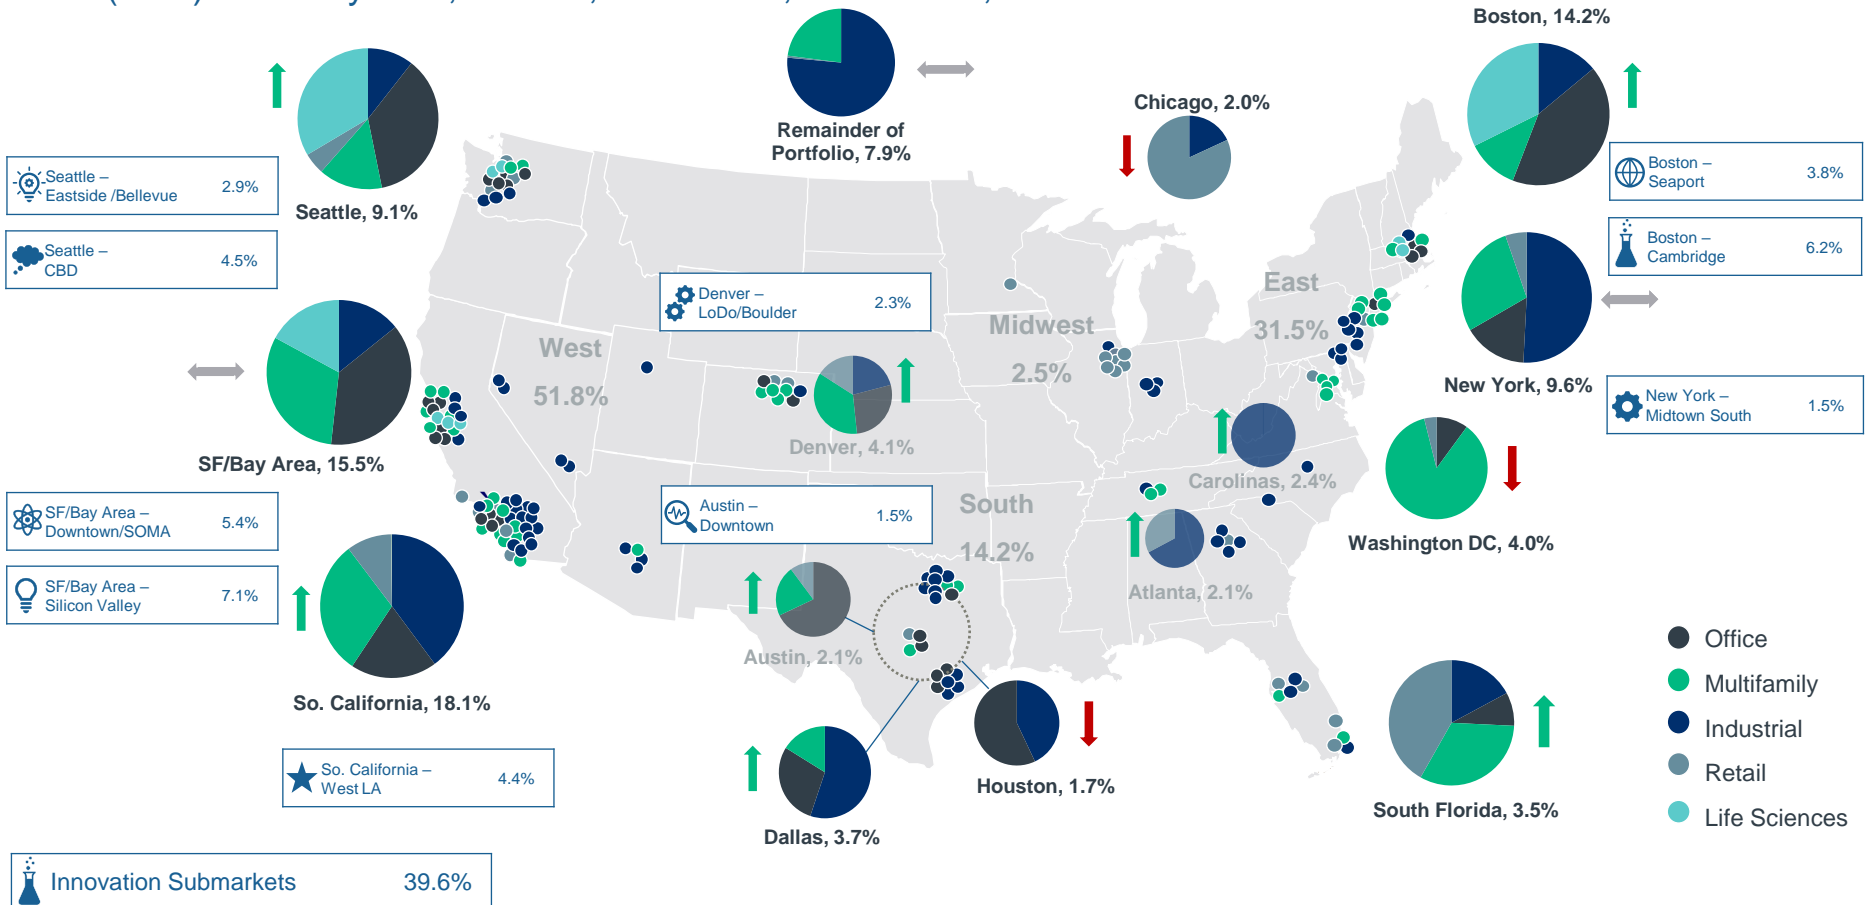 Boston, 14.2%
Chicago, 2.0%
Remainder of
Portfolio, 7.9%
Seattle –
Eastside /Bellevue
2.9%
Seattle, 9.1%
Seattle –
CBD
4.5%
Boston –
Seaport
3.8%
Boston –
Cambridge
6.2%
Denver –
LoDo/Boulder
2.3%
East
31.5%
Midwest
2.5%
West
51.8%
New York, 9.6%
New York –
Midtown South
1.5%
Denver, 4.1%
SF/Bay Area, 15.5%
Carolinas, 2.4%
SF/Bay Area –
Downtown/SOMA
5.4%
Austin –
Downtown
1.5%
South
14.2%
Washington DC, 4.0%
SF/Bay Area –
Silicon Valley
7.1%
Atlanta, 2.1%
Austin, 2.1%
So. California, 18.1%
So. California –
West LA
4.4%
Houston, 1.7%
Dallas, 3.7%
South Florida, 3.5%
Office
Multifamily
Industrial
Retail
Life Sciences
Innovation Submarkets
39.6%